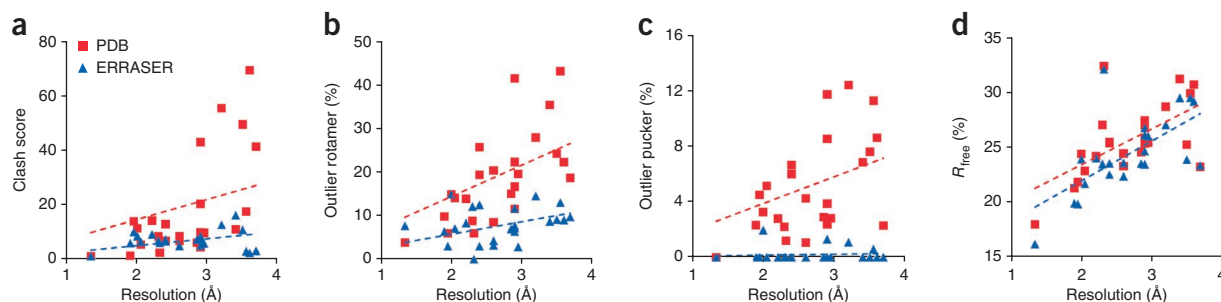 a
80
60
40
20
0
Clash score
PDB
ERRASER
1
2
3
4
Resolution (Å)
b
50
40
30
20
10
0
Outlier rotamer (%)
1
2
3
4
Resolution (Å)
c
16
12
8
4
0
Outlier pucker (%)
1
2
3
4
Resolution (Å)
d
35
30
25
20
15
Rfree (%)
1
2
3
4
Resolution (Å)